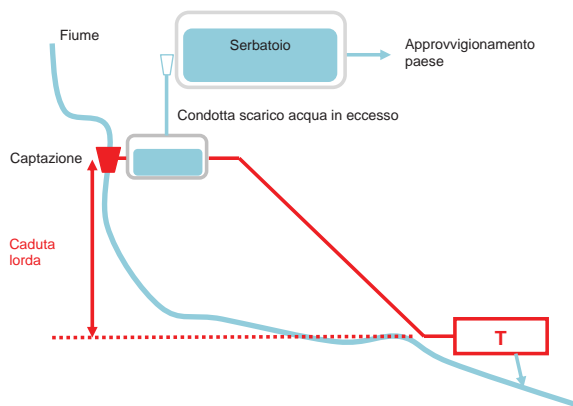 Fiume
Serbatoio
Approvvigionamento
paese
Condotta scarico acqua in eccesso
Captazione
Caduta
lorda
T